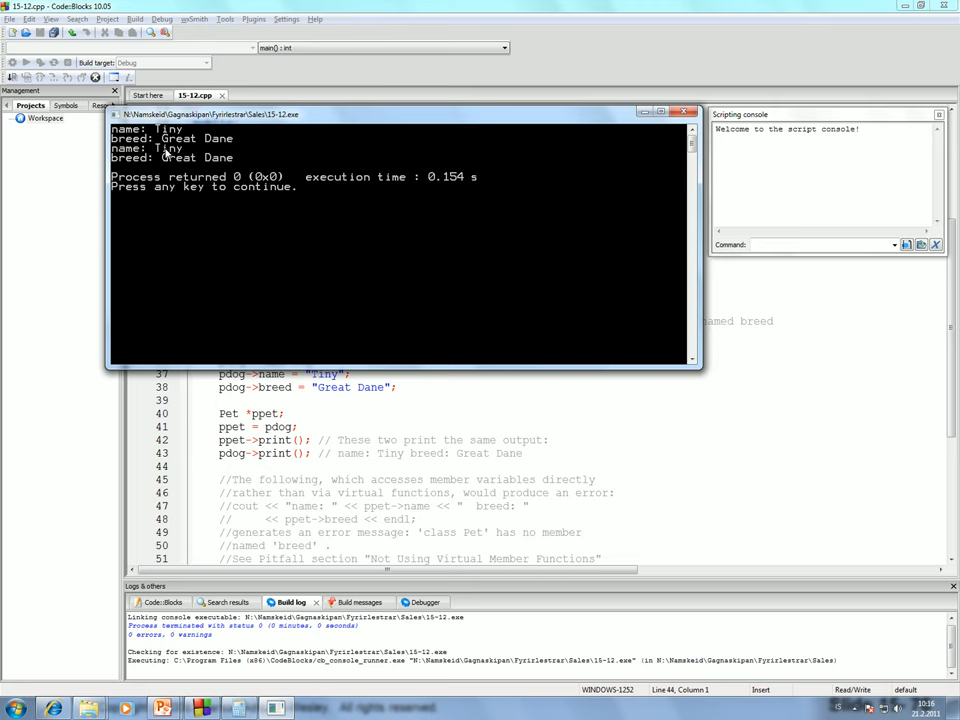 15-12.cpp - Code::Blocks 10.05
File Edit View Search Project Build Debug wxSmith Tools Plugins Settings Help
main() : int
Build target: Debug
Management
Projects Symbols
Workspace
Start here 15-12.cpp
N:\Namskeid\Gagnaskipan\Fyrirlestrar\Sales\15-12.exe
name: Tiny
breed: Great Dane
name: Tiny
breed: Great Dane
Process returned 0 (0x0) execution time : 0.154 s
Press any key to continue.
Scripting console
Welcome to the script console!
Command:
named breed
37 pdog->name = "Tiny";
38 pdog->breed = "Great Dane";
39
40 Pet *ppet;
41 ppet = pdog;
42 ppet->print(); // These two print the same output:
43 pdog->print(); // name: Tiny breed: Great Dane
44
45 //The following, which accesses member variables directly
46 //rather than via virtual functions, would produce an error:
47 //cout << "name: " << ppet->name << " breed: "
48 // << ppet->breed << endl;
49 //generates an error message: 'class Pet' has no member
50 //named 'breed' .
51 //See Pitfall section "Not Using Virtual Member Functions"
Logs & others
Code::Blocks Search results Build log Build messages Debugger
Linking console executable: N:\Namskeid\Gagnaskipan\Fyrirlestrar\Sales\15-12.exe
Process terminated with status 0 (0 minutes, 0 seconds)
0 errors, 0 warnings
Checking for existence: N:\Namskeid\Gagnaskipan\Fyrirlestrar\Sales\15-12.exe
Executing: C:\Program Files (x86)\CodeBlocks/cb_console_runner.exe "N:\Namskeid\Gagnaskipan\Fyrirlestrar\Sales\15-12.exe" (in N:\Namskeid\Gagnaskipan\Fyrirlestrar\Sales)
WINDOWS-1252 Line 44, Column 1 Insert Read/Write default
All rights reserved.
IS
10:16
21.2.2011